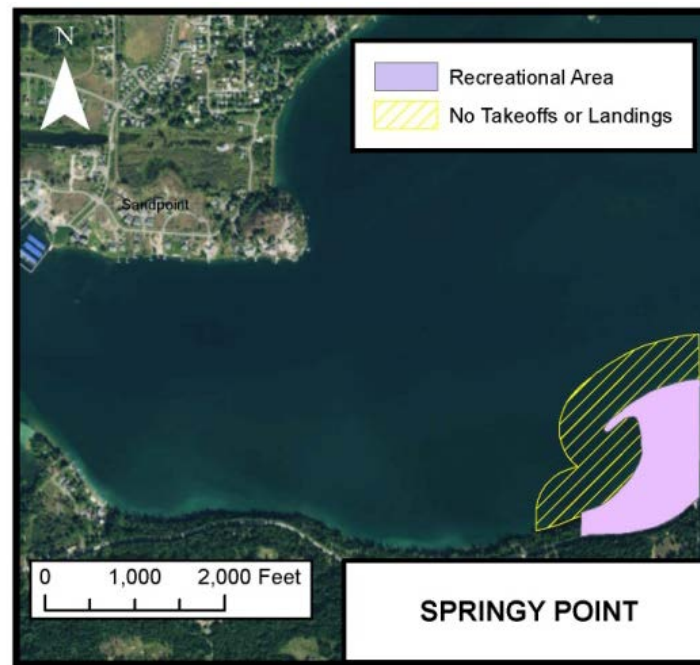 N
Recreational Area
No Takeoffs or Landings
Sandpoint
0 1,000 2,000 Feet
SPRINGY POINT